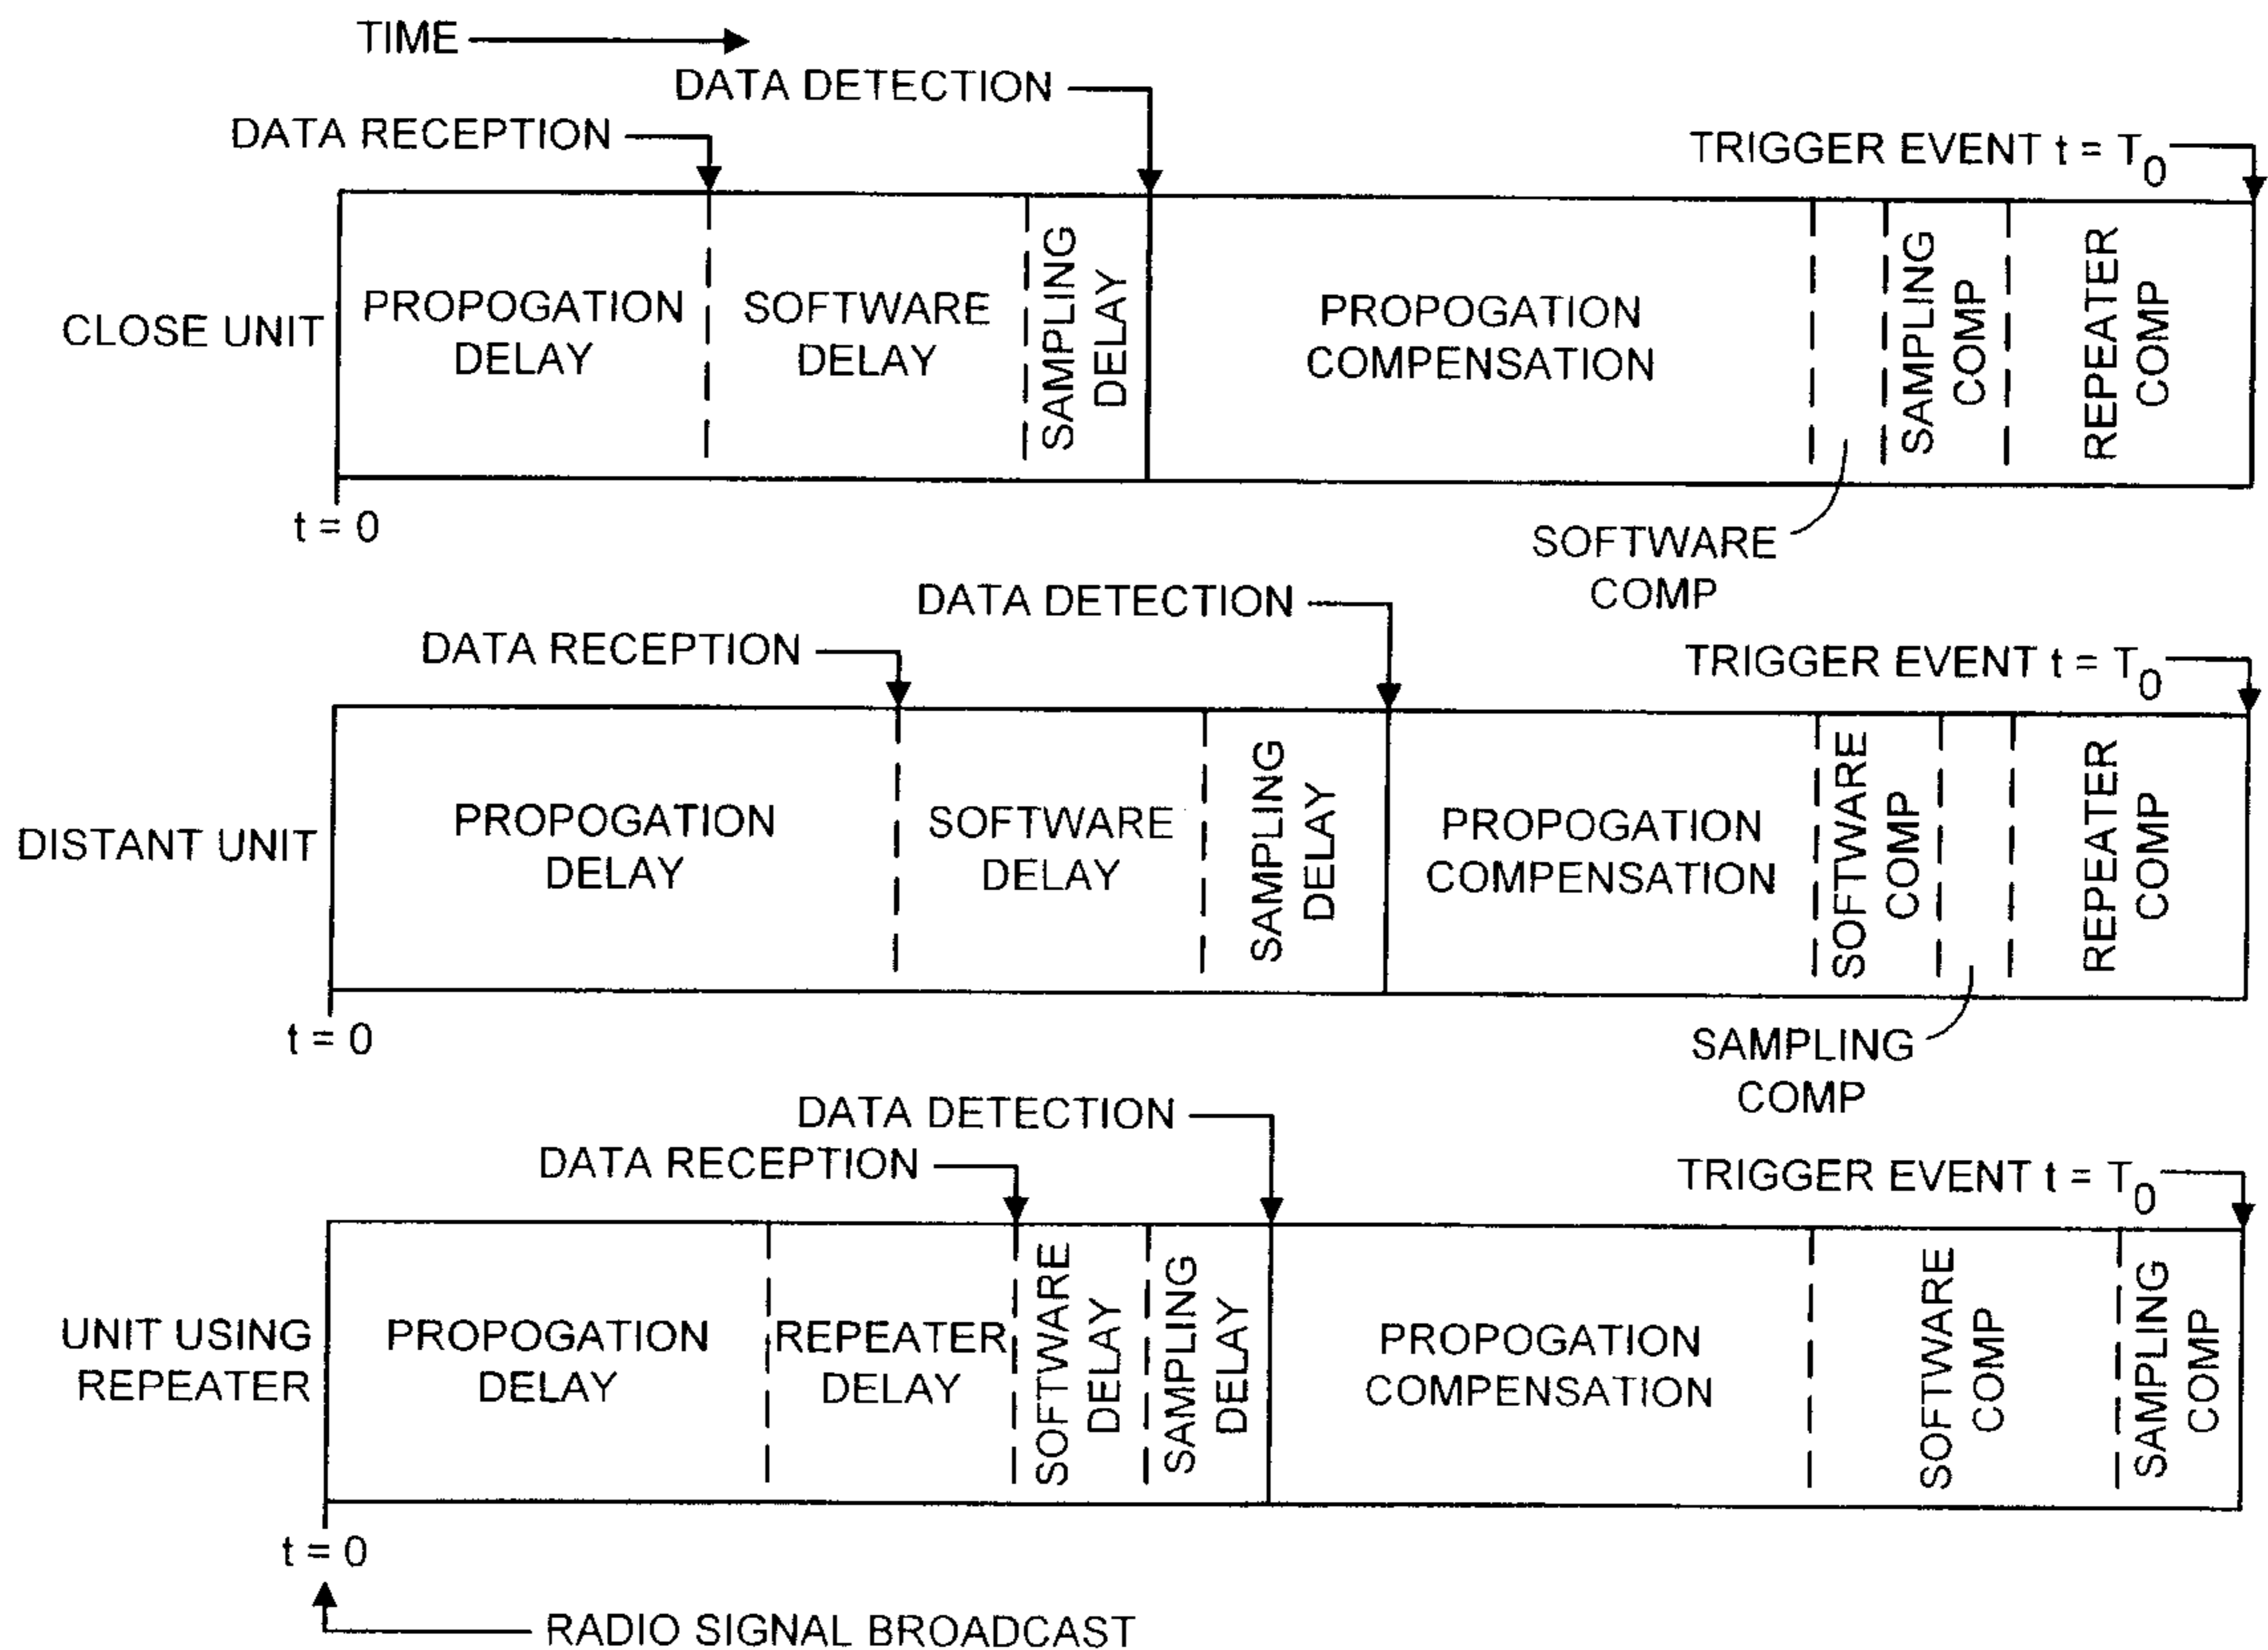 TIME
DATA DETECTION
DATA RECEPTION
TRIGGER EVENT t = T0
CLOSE UNIT
PROPOGATION
DELAY
SOFTWARE
DELAY
SAMPLING
DELAY
PROPOGATION
COMPENSATION
SAMPLING
COMP
REPEATER
COMP
t = 0
SOFTWARE
COMP
DATA DETECTION
DATA RECEPTION
TRIGGER EVENT t = T0
DISTANT UNIT
PROPOGATION
DELAY
SOFTWARE
DELAY
SAMPLING
DELAY
PROPOGATION
COMPENSATION
SOFTWARE
COMP
REPEATER
COMP
t = 0
SAMPLING
COMP
DATA DETECTION
DATA RECEPTION
TRIGGER EVENT t = T0
UNIT USING
REPEATER
PROPOGATION
DELAY
REPEATER
DELAY
SOFTWARE
DELAY
SAMPLING
DELAY
PROPOGATION
COMPENSATION
SOFTWARE
COMP
SAMPLING
COMP
t = 0
RADIO SIGNAL BROADCAST